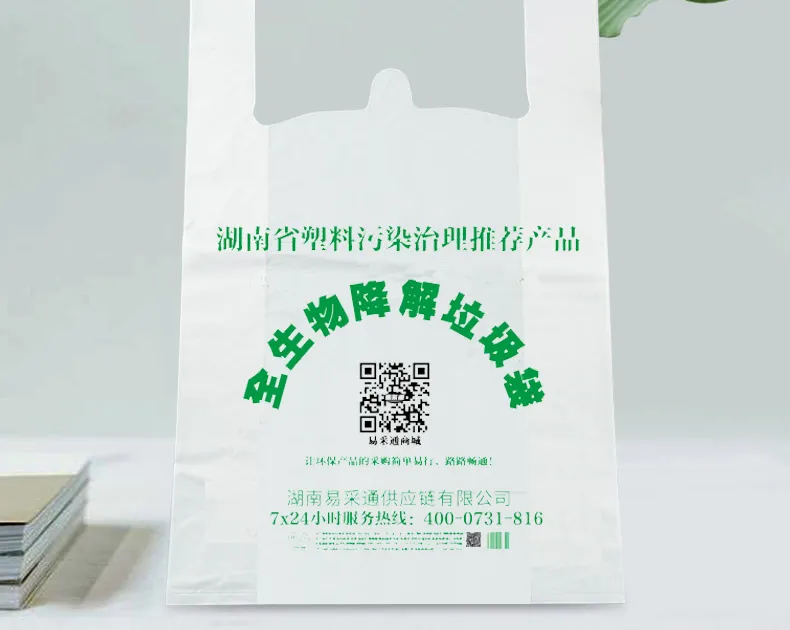 湖南省塑料污染治理推荐产品
全生物降解垃圾袋
易采通商城
让环保产品的采购简单易行、路路畅通!
湖南易采通供应链有限公司
7x24小时服务热线：400-0731-816